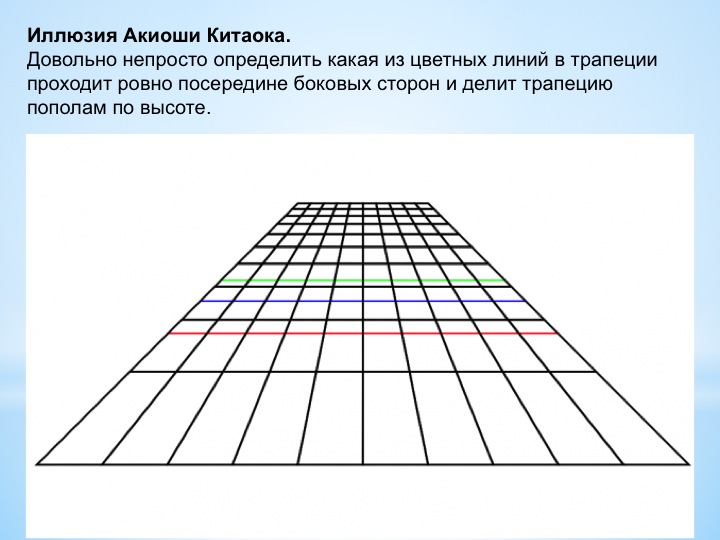 Иллюзия Акиоши Китаока.
Довольно непросто определить какая из цветных линий в трапеции
проходит ровно посередине боковых сторон и делит трапецию
пополам по высоте.